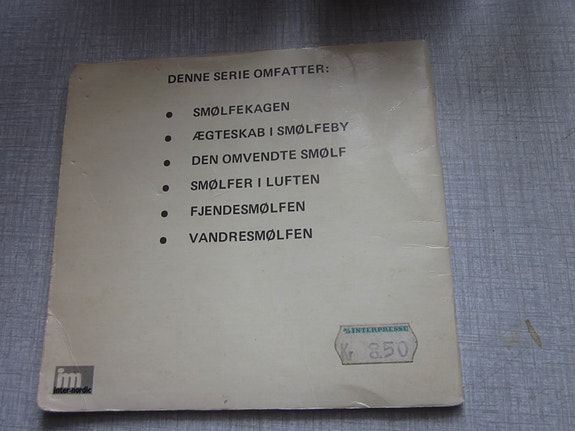 DENNE SERIE OMFATTER:
• SMØLFEKAGEN
• ÆGTESKAB I SMØLFEBY
• DEN OMVENDTE SMØLF
• SMØLFER I LUFTEN
• FJENDESMØLFEN
• VANDRESMØLFEN
A/S INTERPRESSE
Kr 8.50
im
inter-nordic